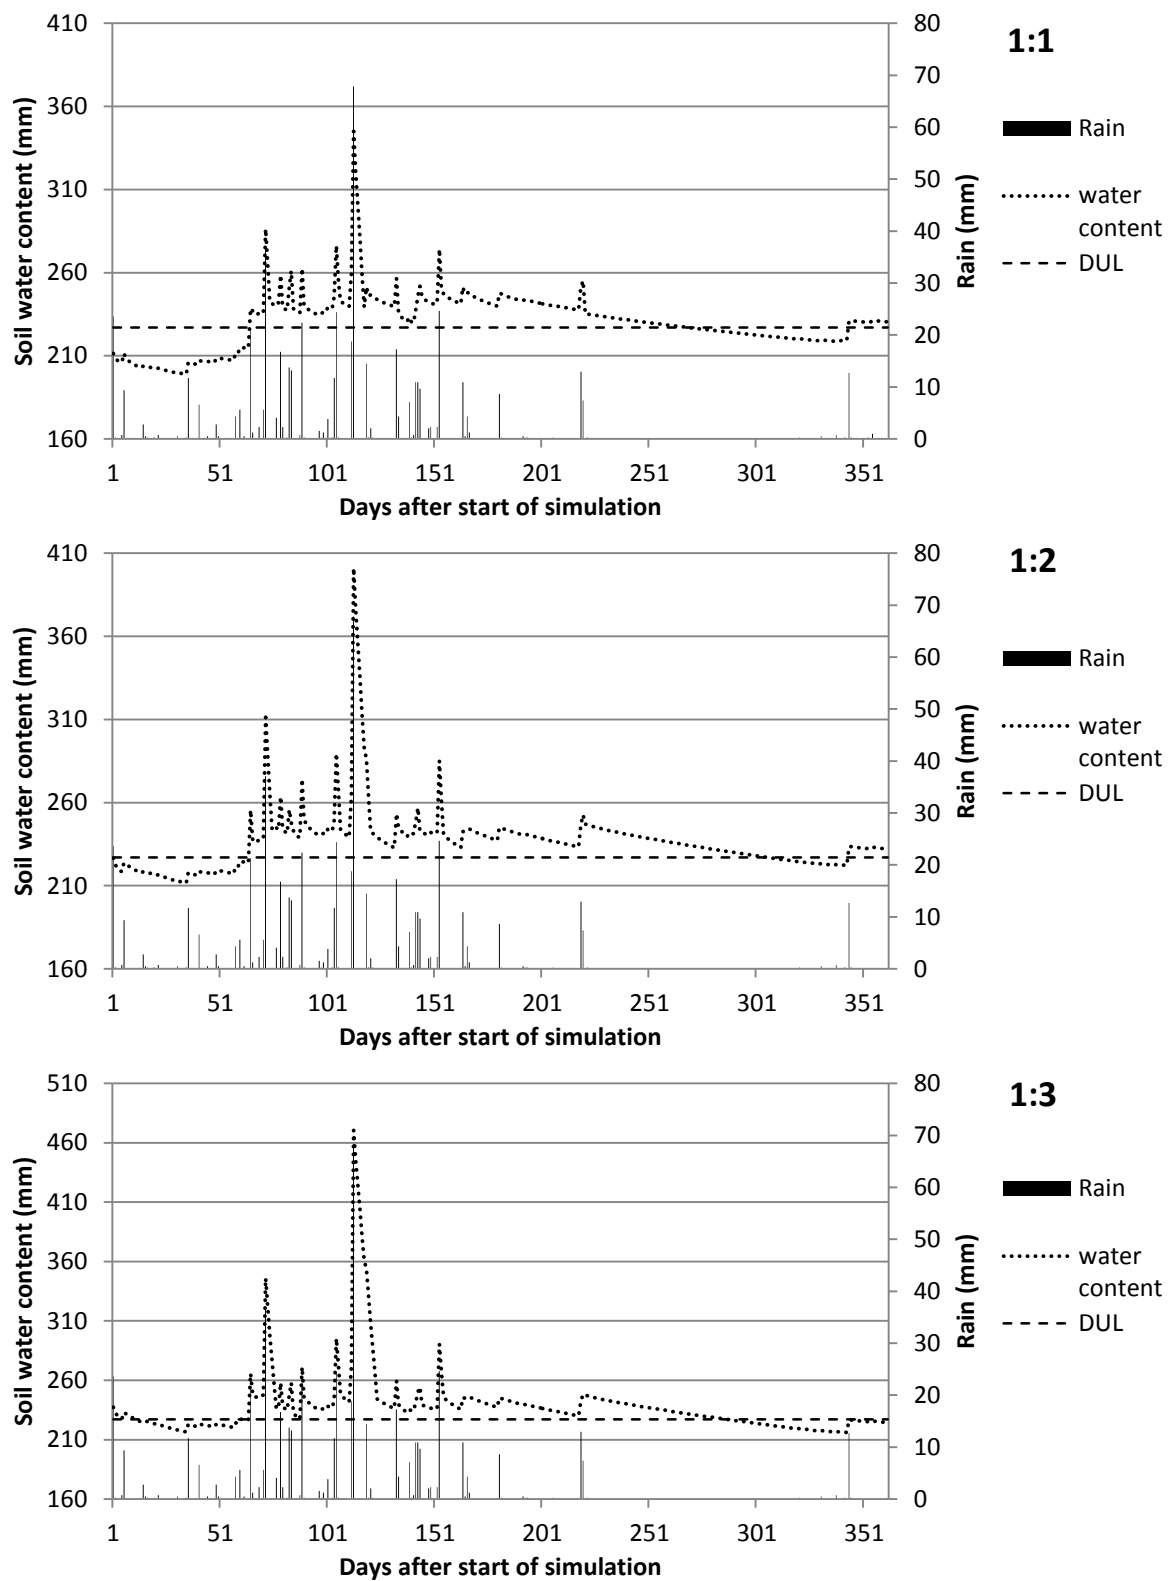 1:1
Soil water content (mm)
410
360
310
260
210
160
80
70
60
50
40
30
20
10
0
Rain (mm)
Rain
water
content
DUL
1 51 101 151 201 251 301 351
Days after start of simulation
1:2
Soil water content (mm)
410
360
310
260
210
160
80
70
60
50
40
30
20
10
0
Rain (mm)
Rain
water
content
DUL
1 51 101 151 201 251 301 351
Days after start of simulation
1:3
Soil water content (mm)
510
460
410
360
310
260
210
160
80
70
60
50
40
30
20
10
0
Rain (mm)
Rain
water
content
DUL
1 51 101 151 201 251 301 351
Days after start of simulation